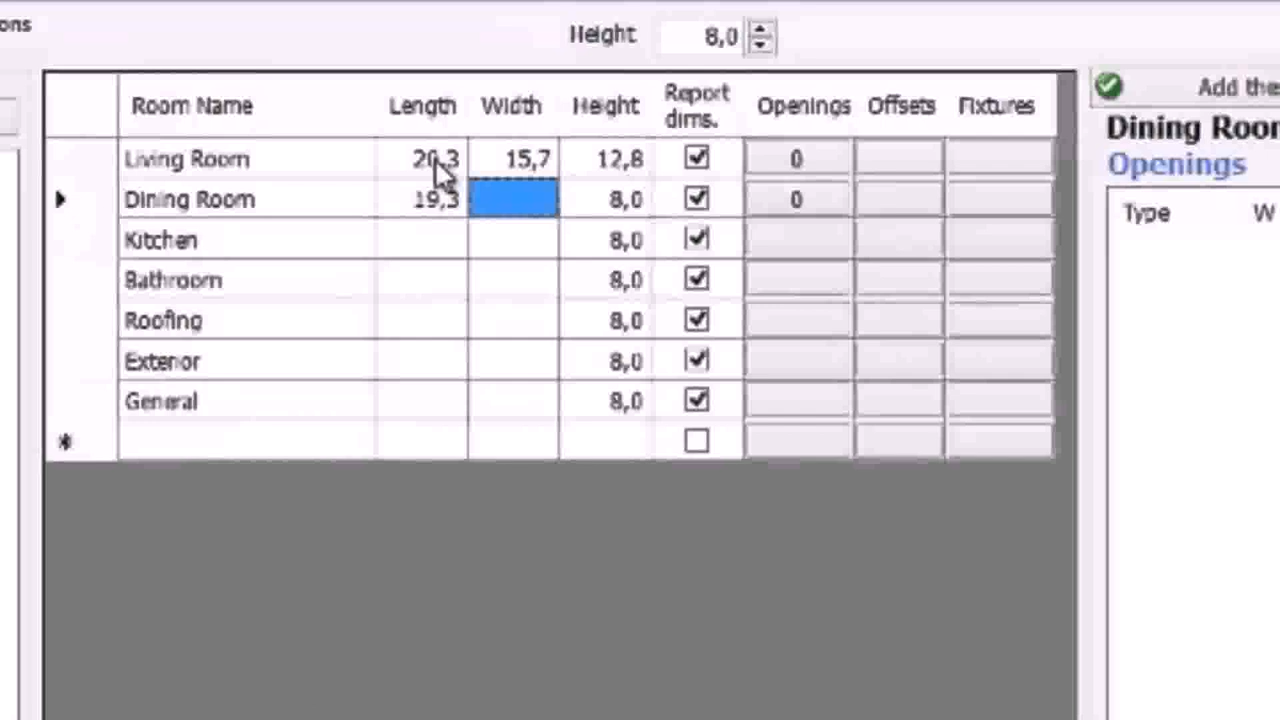 ons
Height 8,0
Room Name Length Width Height Report dims. Openings Offsets Fixtures
Living Room 20,3 15,7 12,8 0
Dining Room 19,3 8,0 0
Kitchen 8,0
Bathroom 8,0
Roofing 8,0
Exterior 8,0
General 8,0
*
Add the
Dining Roor
Openings
Type W